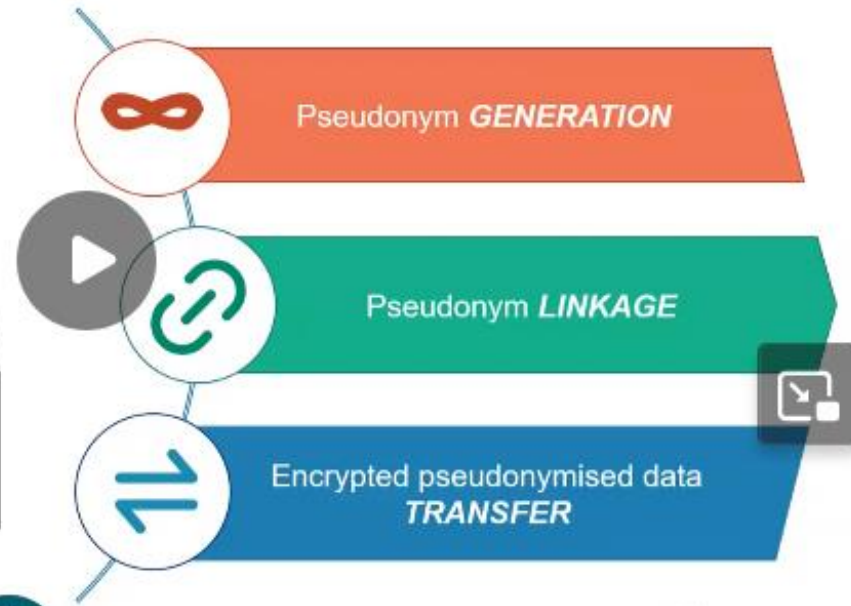 Pseudonym GENERATION
Pseudonym LINKAGE
Encrypted pseudonymised data
TRANSFER